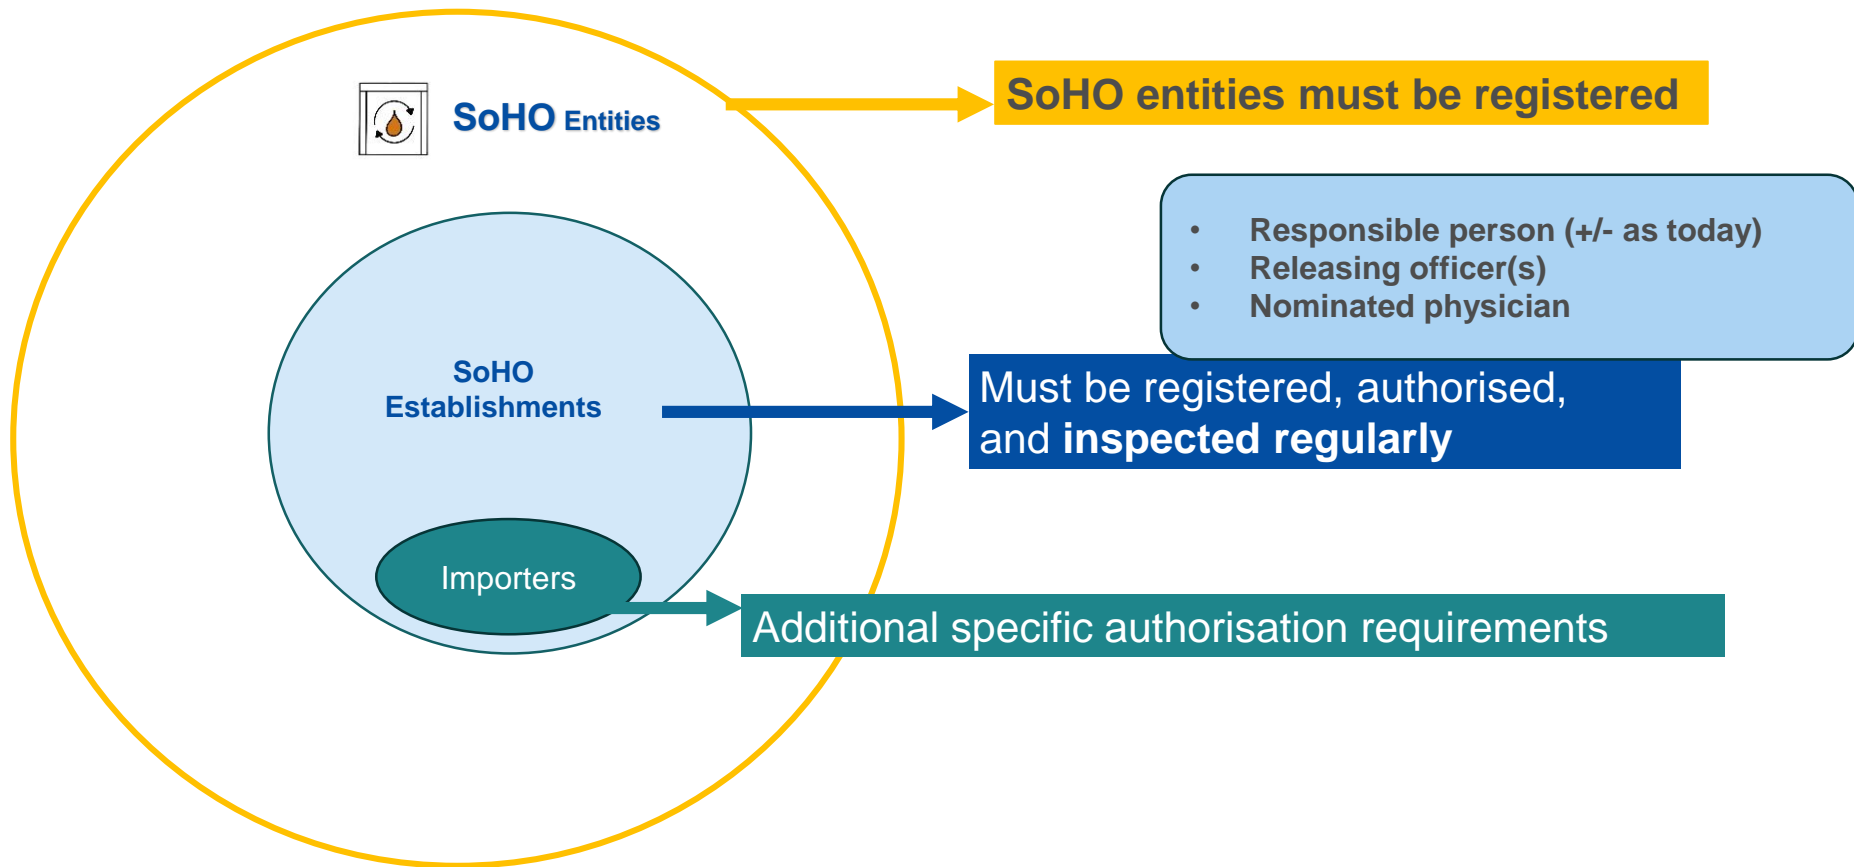 SoHO Entities
SoHO entities must be registered
• Responsible person (+/- as today)
• Releasing officer(s)
• Nominated physician
SoHO
Establishments
Must be registered, authorised,
and inspected regularly
Importers
Additional specific authorisation requirements